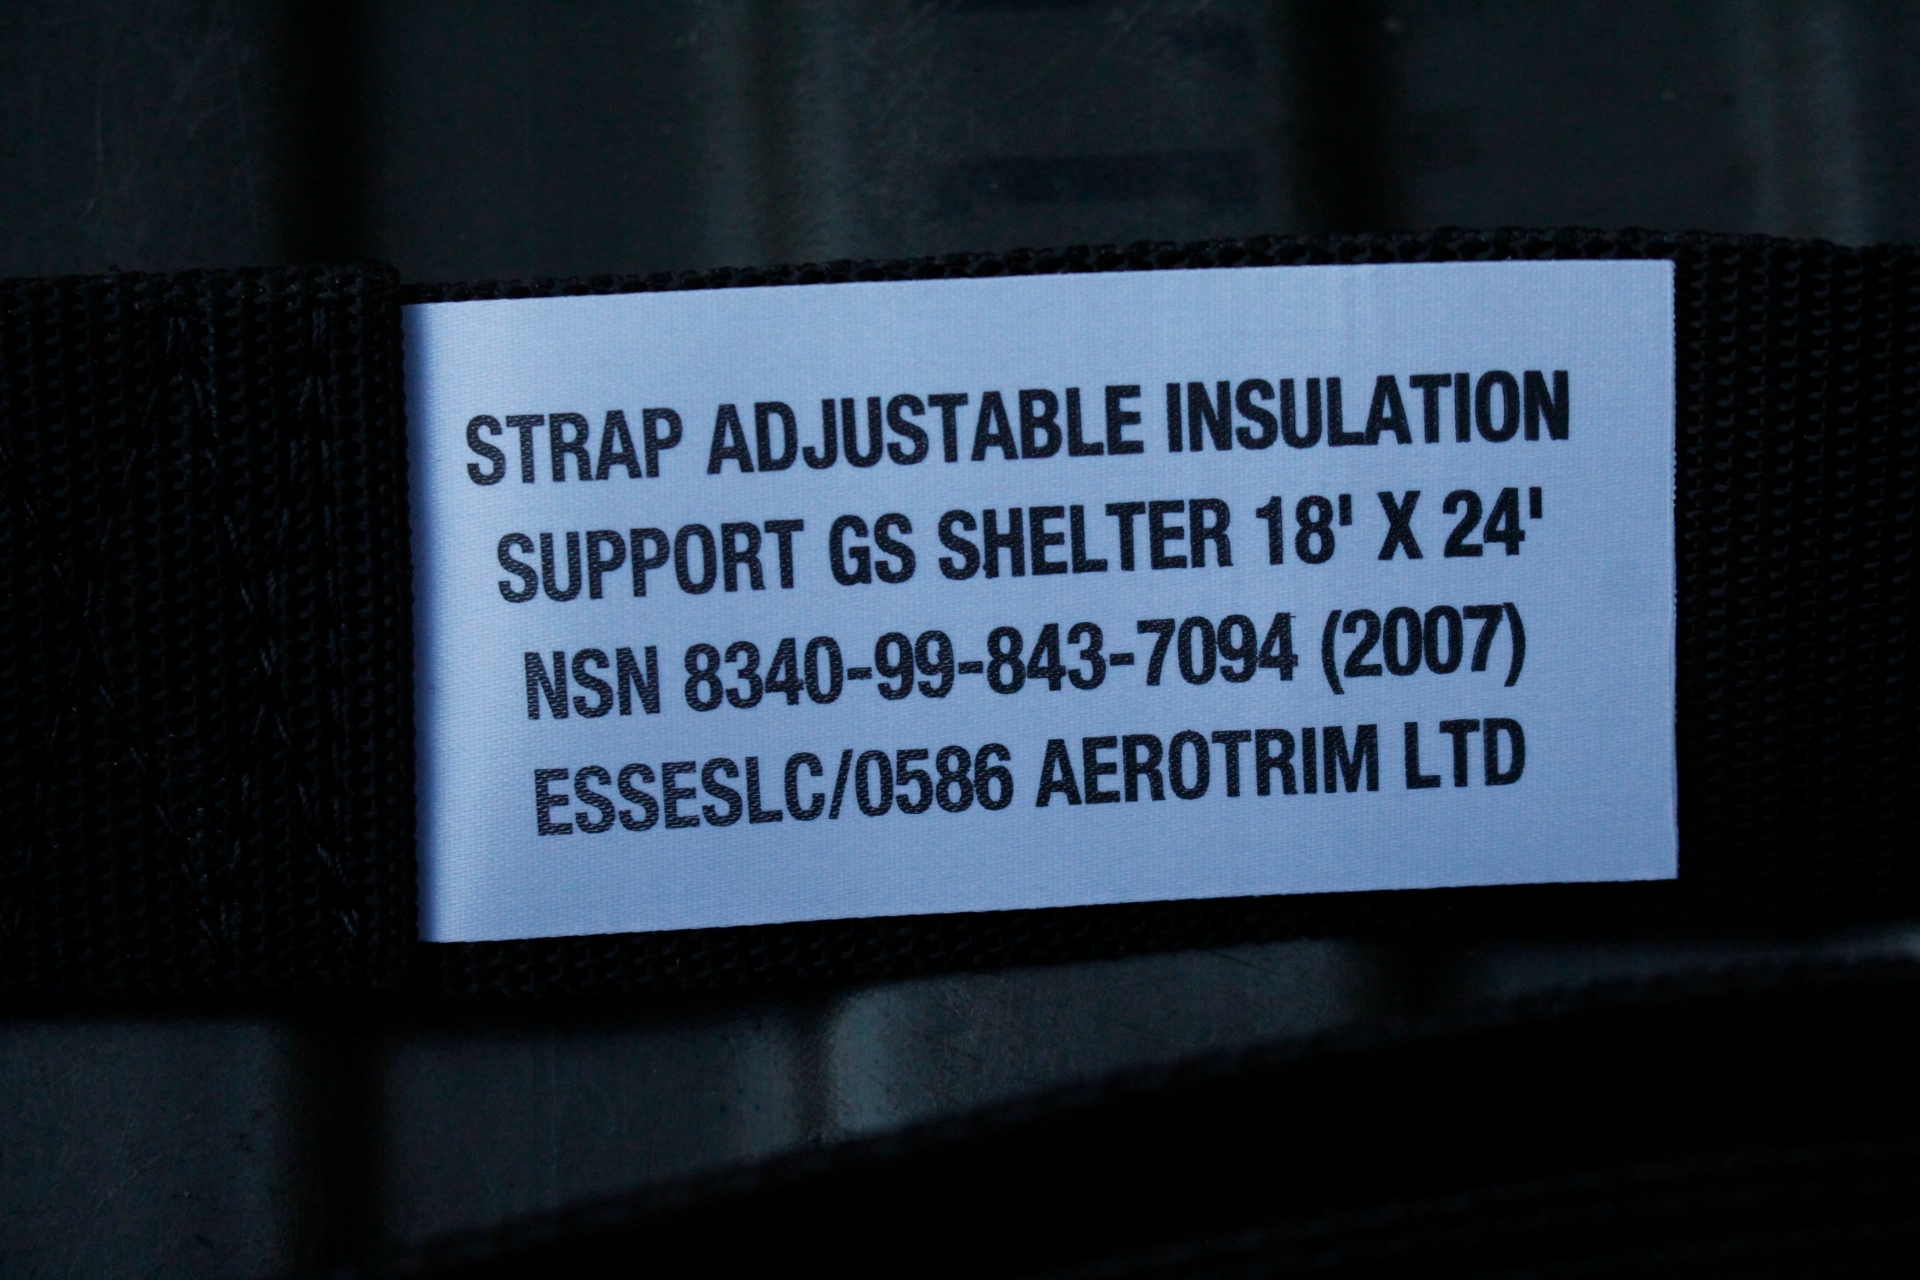 STRAP ADJUSTABLE INSULATION
SUPPORT GS SHELTER 18' X 24'
NSN 8340-99-843-7094 (2007)
ESSESLC/0586 AEROTRIM LTD